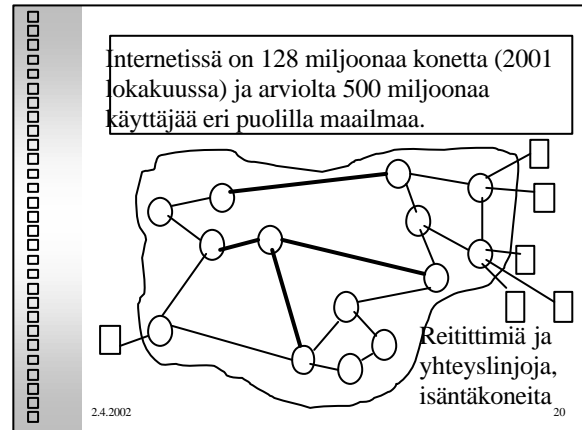 Internetissä on 128 miljoonaa konetta (2001
lokakuussa) ja arviolta 500 miljoonaa
käyttäjää eri puolilla maailmaa.
Reitittimiä ja
yhteyslinjoja,
isäntäkoneita
2.4.2002
20